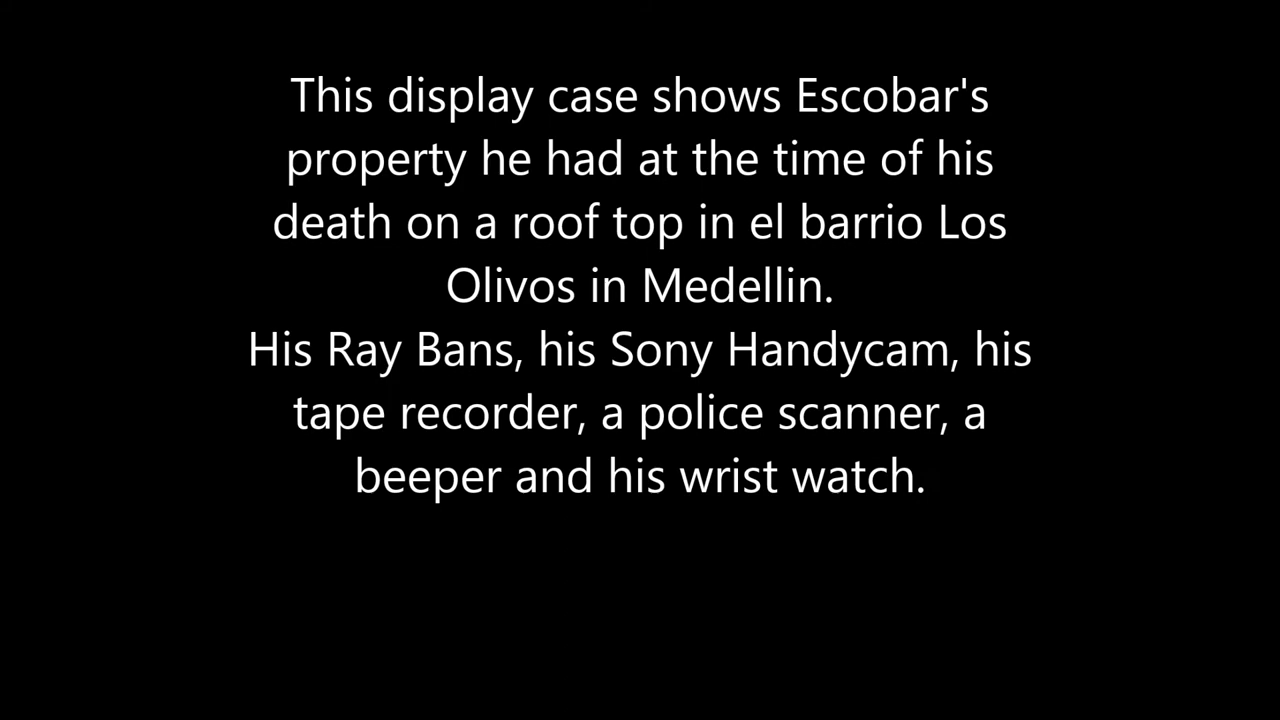 This display case shows Escobar's
property he had at the time of his
death on a roof top in el barrio Los
Olivos in Medellin.
His Ray Bans, his Sony Handycam, his
tape recorder, a police scanner, a
beeper and his wrist watch.